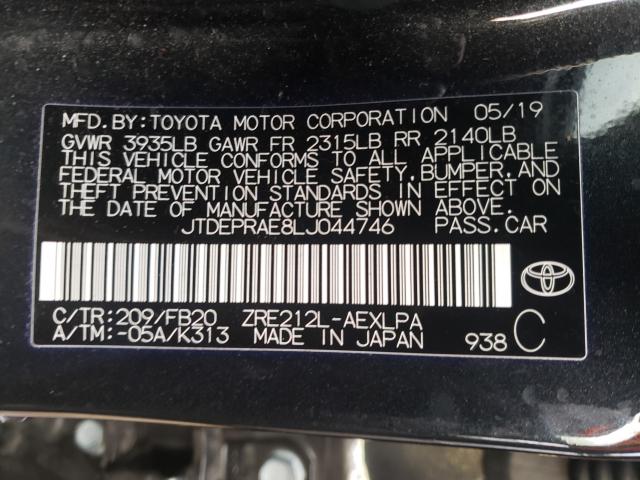 MFD.BY:TOYOTA MOTOR CORPORATION 05/19
GVWR 3935LB GAWR FR 2315LB RR 2140LB
THIS VEHICLE CONFORMS TO ALL APPLICABLE
FEDERAL MOTOR VEHICLE SAFETY,BUMPER,AND
THEFT PREVENTION STANDARDS IN EFFECT ON
THE DATE OF MANUFACTURE SHOWN ABOVE.
JTDEPRAE8LJ044746 PASS.CAR
C/TR:209/FB20 ZRE212L-AEXLPA
A/TM:-05A/K313 MADE IN JAPAN 938 C